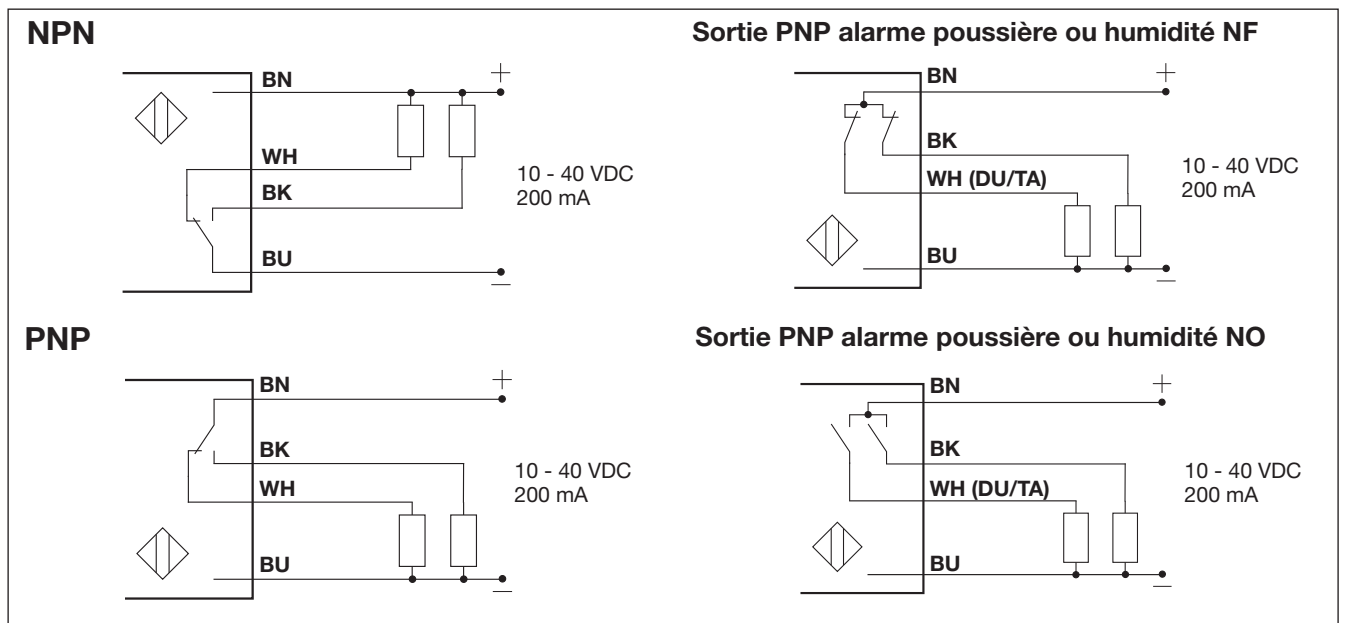 NPN
BN
+
WH
BK
BU
–
10 - 40 VDC
200 mA
Sortie PNP alarme poussière ou humidité NF
BN
+
BK
WH (DU/TA)
BU
–
10 - 40 VDC
200 mA
PNP
BN
+
BK
WH
BU
–
10 - 40 VDC
200 mA
Sortie PNP alarme poussière ou humidité NO
BN
+
BK
WH (DU/TA)
BU
–
10 - 40 VDC
200 mA